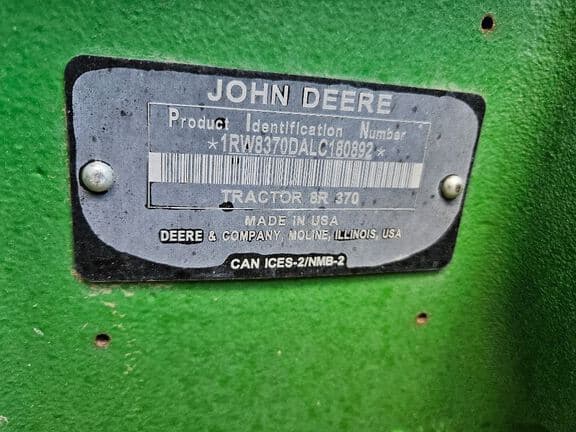 JOHN DEERE
Product Identification Number
*1RW8370DALC180892*
TRACTOR 8R 370
MADE IN USA
DEERE & COMPANY, MOLINE, ILLINOIS, USA
CAN ICES-2/NMB-2